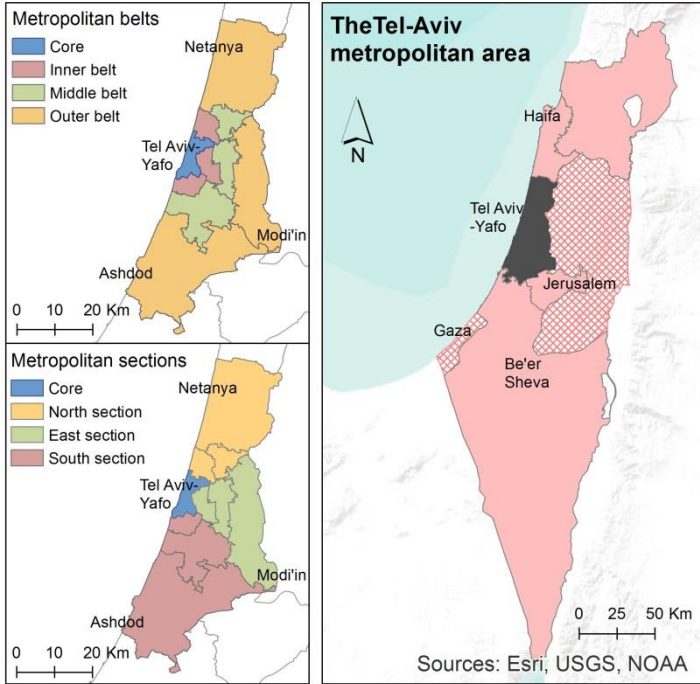 Metropolitan belts
Core
Inner belt
Middle belt
Outer belt
Netanya
Tel Aviv-
Yafo
Modi'in
Ashdod
0 10 20 Km
Metropolitan sections
Core
North section
East section
South section
Netanya
Tel Aviv-
Yafo
Modi'in
Ashdod
0 10 20 Km
TheTel-Aviv
metropolitan area
N
Haifa
Tel Aviv
-Yafo
Jerusalem
Gaza
Be'er
Sheva
0 25 50 Km
Sources: Esri, USGS, NOAA